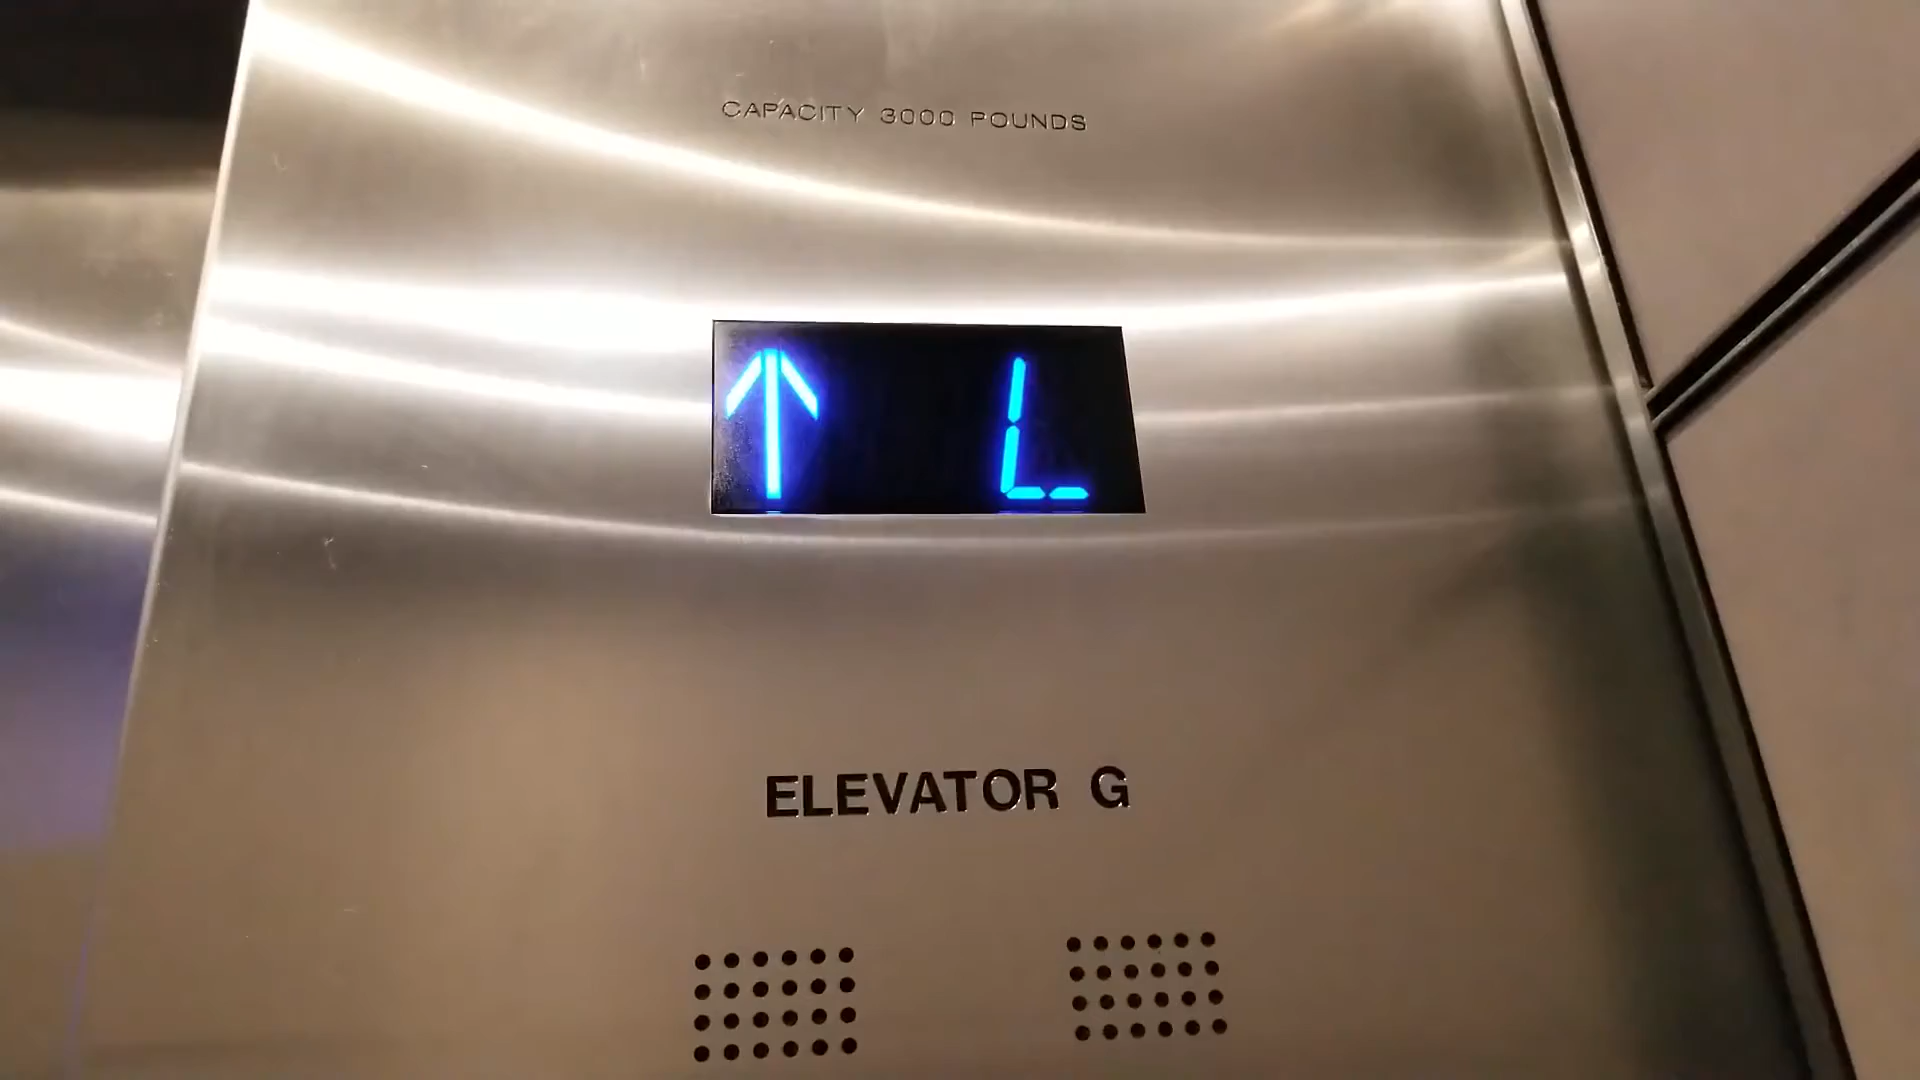 CAPACITY 3000 POUNDS
↑ L
ELEVATOR G